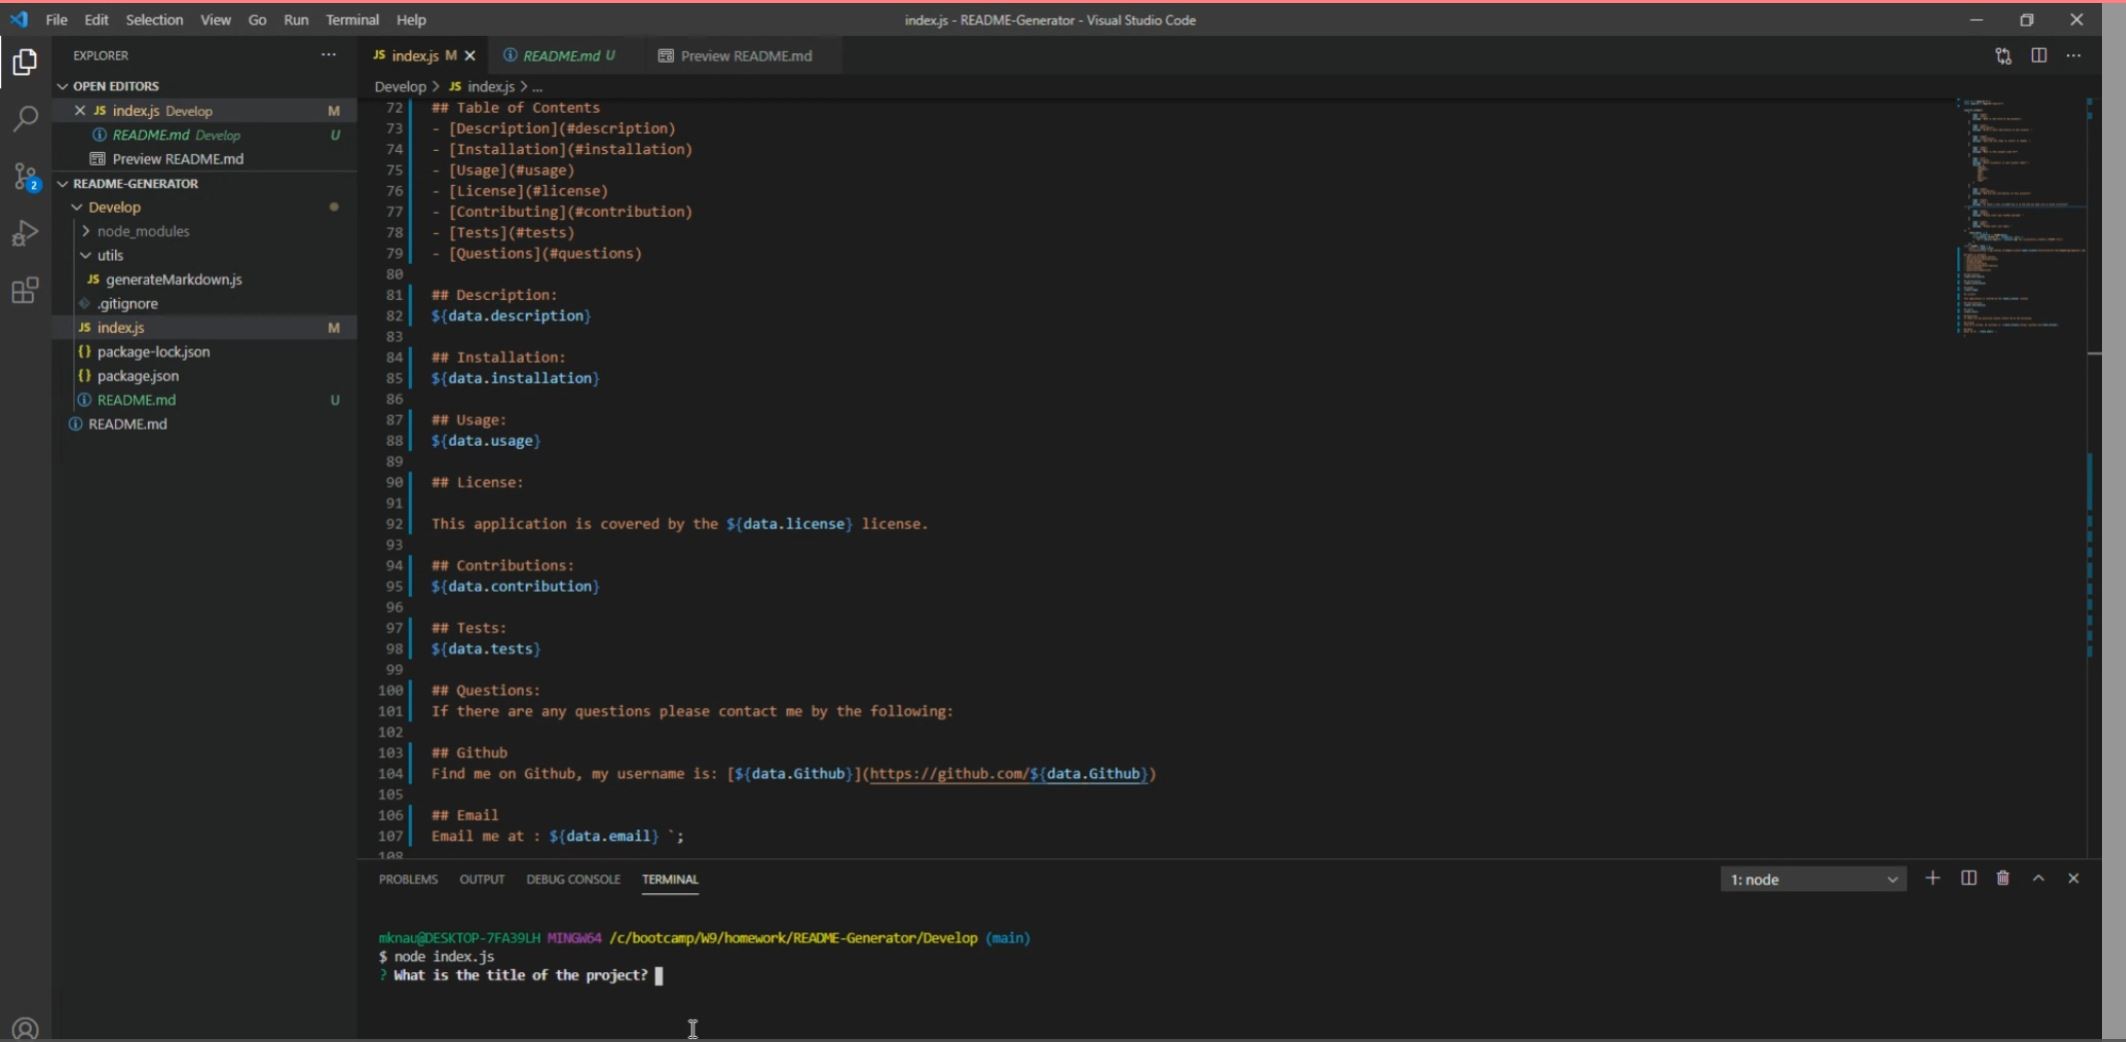 File Edit Selection View Go Run Terminal Help
index.js - README-Generator - Visual Studio Code
EXPLORER
OPEN EDITORS
index.js Develop M
README.md Develop U
Preview README.md
README-GENERATOR
Develop
node_modules
utils
JS generateMarkdown.js
.gitignore
JS index.js M
{} package-lock.json
{} package.json
README.md U
README.md
2
JS index.js M
README.md U
Preview README.md
Develop > JS index.js > ...
72 ## Table of Contents
73 - [Description](#description)
74 - [Installation](#installation)
75 - [Usage](#usage)
76 - [License](#license)
77 - [Contributing](#contribution)
78 - [Tests](#tests)
79 - [Questions](#questions)
80
81 ## Description:
82 ${data.description}
83
84 ## Installation:
85 ${data.installation}
86
87 ## Usage:
88 ${data.usage}
89
90 ## License:
91
92 This application is covered by the ${data.license} license.
93
94 ## Contributions:
95 ${data.contribution}
96
97 ## Tests:
98 ${data.tests}
99
100 ## Questions:
101 If there are any questions please contact me by the following:
102
103 ## Github
104 Find me on Github, my username is: [${data.Github}](https://github.com/${data.Github})
105
106 ## Email
107 Email me at : ${data.email} `;
108
PROBLEMS OUTPUT DEBUG CONSOLE TERMINAL
1: node
mknau@DESKTOP-7FA39LH MINGW64 /c/bootcamp/W9/homework/README-Generator/Develop (main)
$ node index.js
? What is the title of the project?